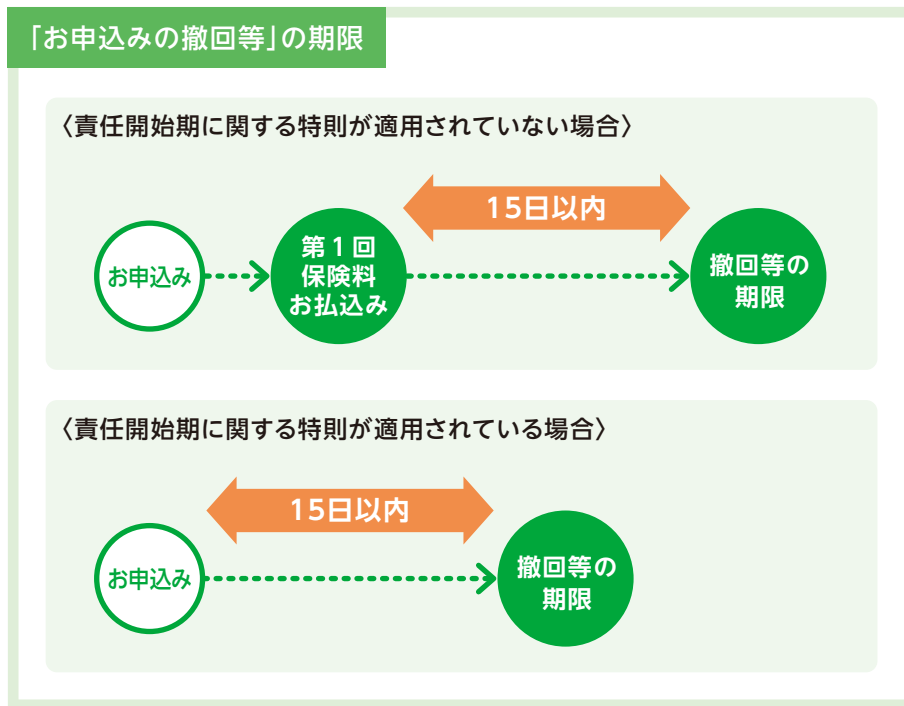 「お申込みの撤回等」の期限
〈責任開始期に関する特則が適用されていない場合〉
15日以内
お申込み
第1回
保険料
お払込み
撤回等の
期限
〈責任開始期に関する特則が適用されている場合〉
15日以内
お申込み
撤回等の
期限